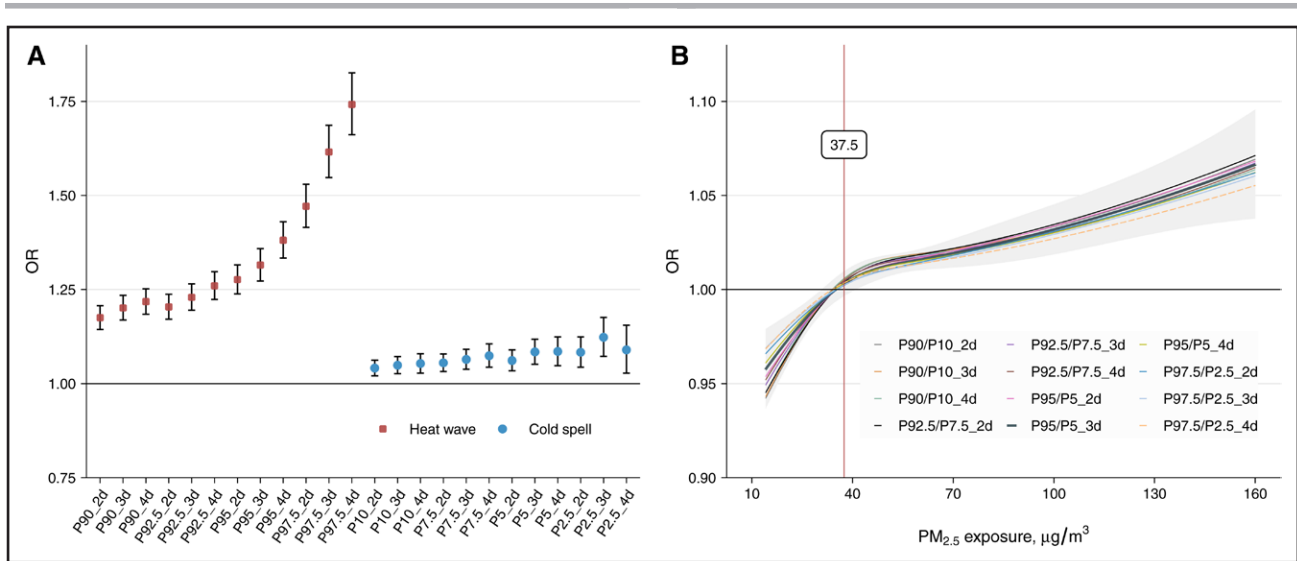 A
OR
1.75
1.50
1.25
1.00
0.75
Heat wave
Cold spell
P90_2d
P90_3d
P90_4d
P92.5_2d
P92.5_3d
P92.5_4d
P95_2d
P95_3d
P95_4d
P97.5_2d
P97.5_3d
P97.5_4d
P10_2d
P10_3d
P10_4d
P7.5_2d
P7.5_3d
P7.5_4d
P5_2d
P5_3d
P5_4d
P2.5_2d
P2.5_3d
P2.5_4d
B
OR
1.10
1.05
1.00
0.95
0.90
37.5
P90/P10_2d
P90/P10_3d
P90/P10_4d
P92.5/P7.5_2d
P92.5/P7.5_3d
P92.5/P7.5_4d
P95/P5_2d
P95/P5_3d
P95/P5_4d
P97.5/P2.5_2d
P97.5/P2.5_3d
P97.5/P2.5_4d
10 40 70 100 130 160
PM2.5 exposure, μg/m³